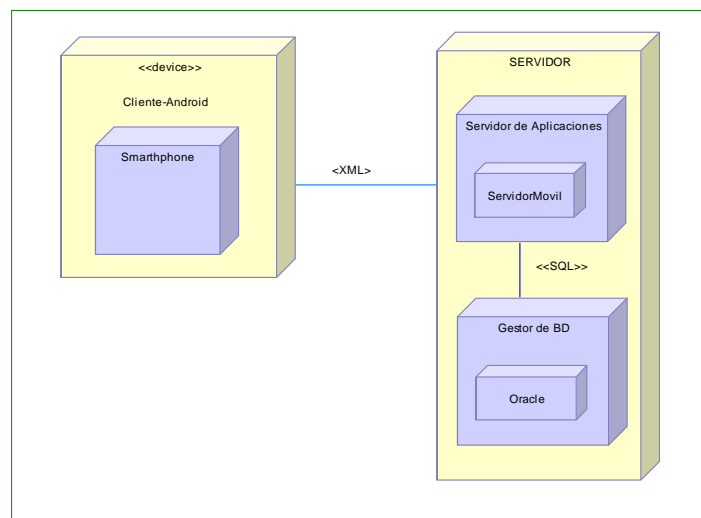 <<device>>
Cliente-Android
Smarthphone
<XML>
SERVIDOR
Servidor de Aplicaciones
ServidorMovil
<<SQL>>
Gestor de BD
Oracle